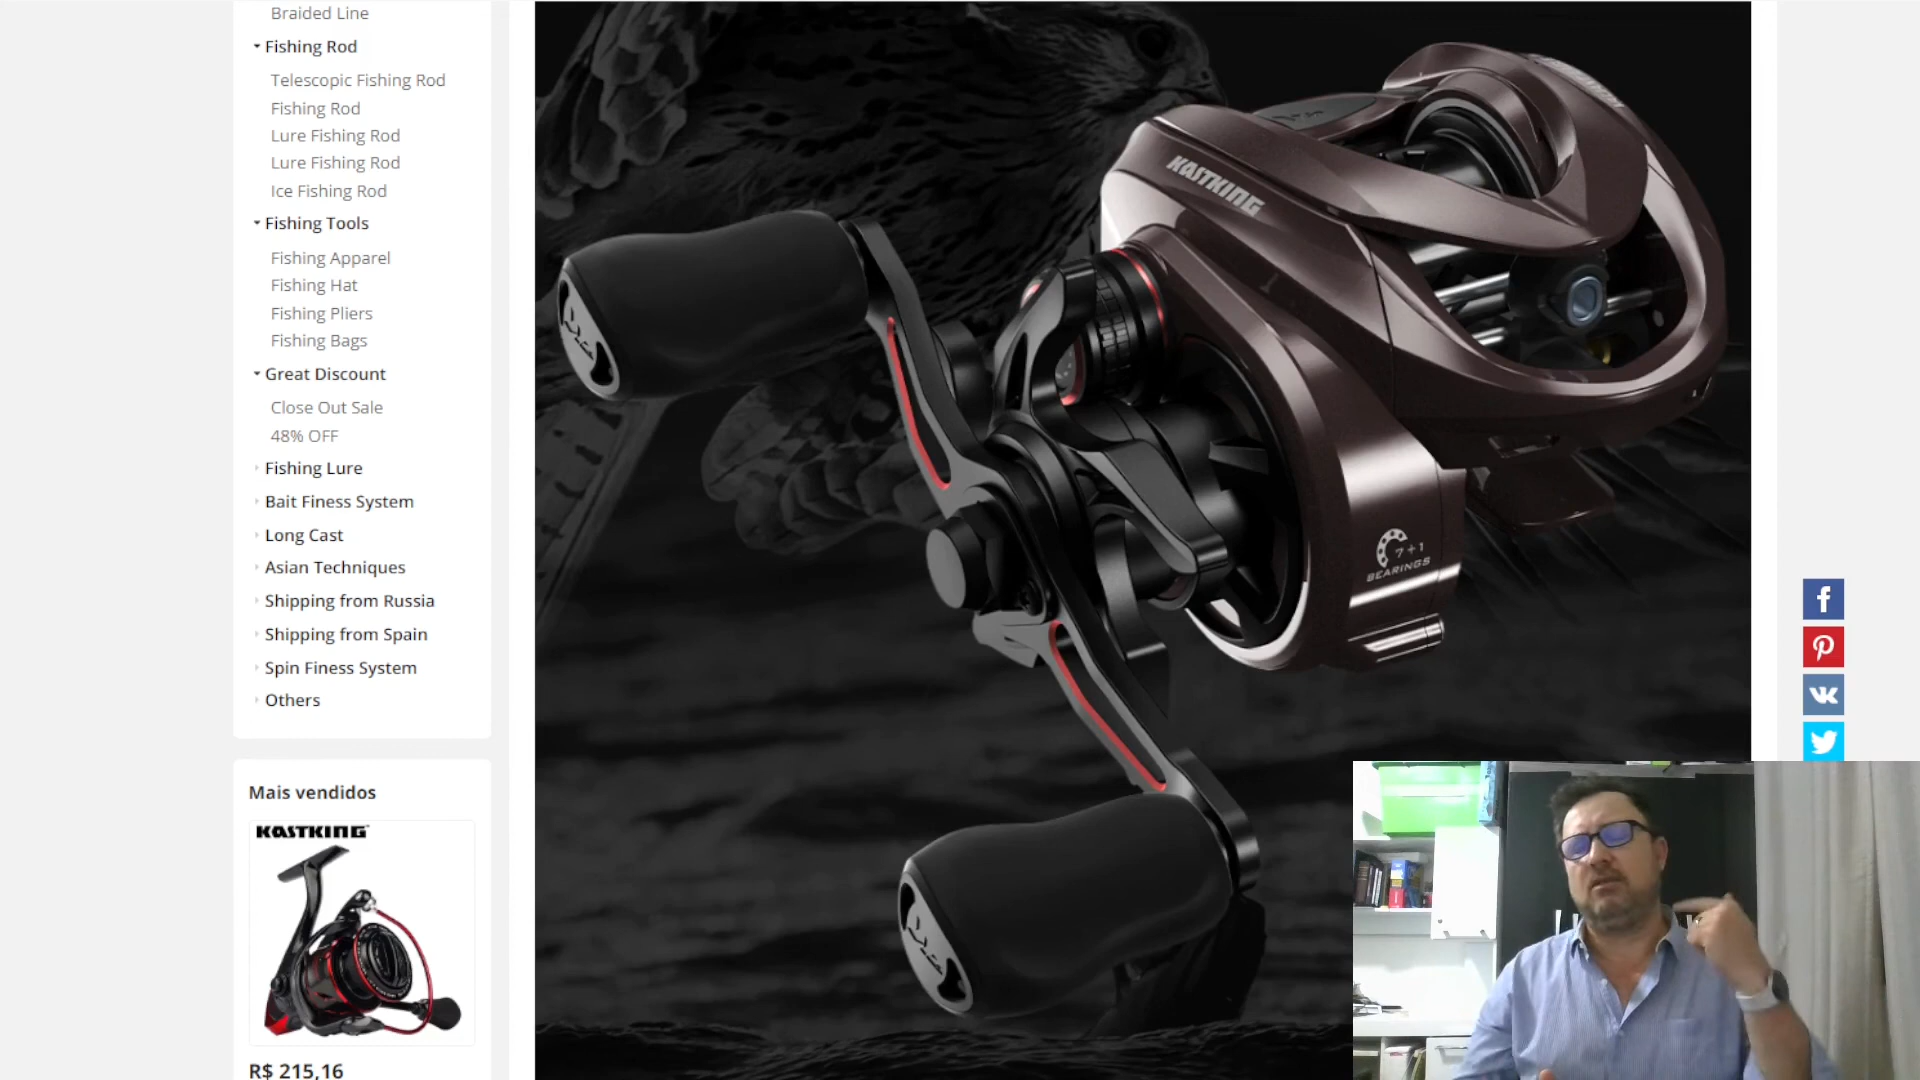 Braided Line
Fishing Rod
Telescopic Fishing Rod
Fishing Rod
Lure Fishing Rod
Lure Fishing Rod
Ice Fishing Rod
Fishing Tools
Fishing Apparel
Fishing Hat
Fishing Pliers
Fishing Bags
Great Discount
Close Out Sale
48% OFF
Fishing Lure
Bait Finess System
Long Cast
Asian Techniques
Shipping from Russia
Shipping from Spain
Spin Finess System
Others
Mais vendidos
KASTKING
R$ 215,16
KASTKING
7+1
BEARINGS